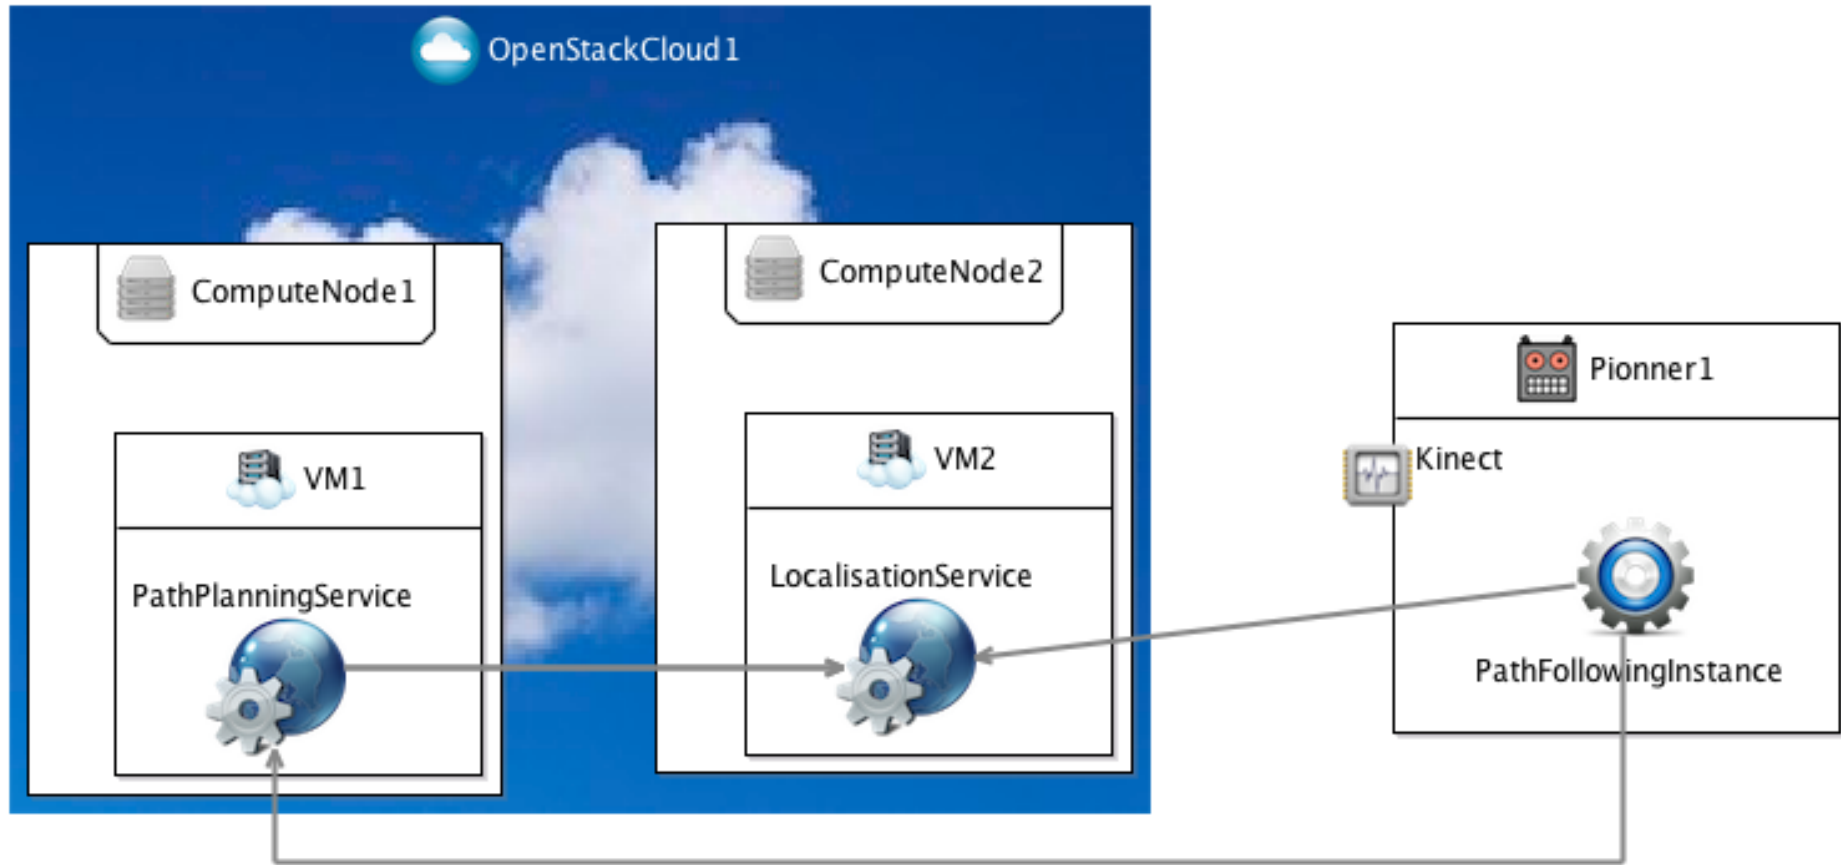 OpenStackCloud1
ComputeNode1
ComputeNode2
Pionner1
Kinect
VM1
VM2
PathPlanningService
LocalisationService
PathFollowingInstance